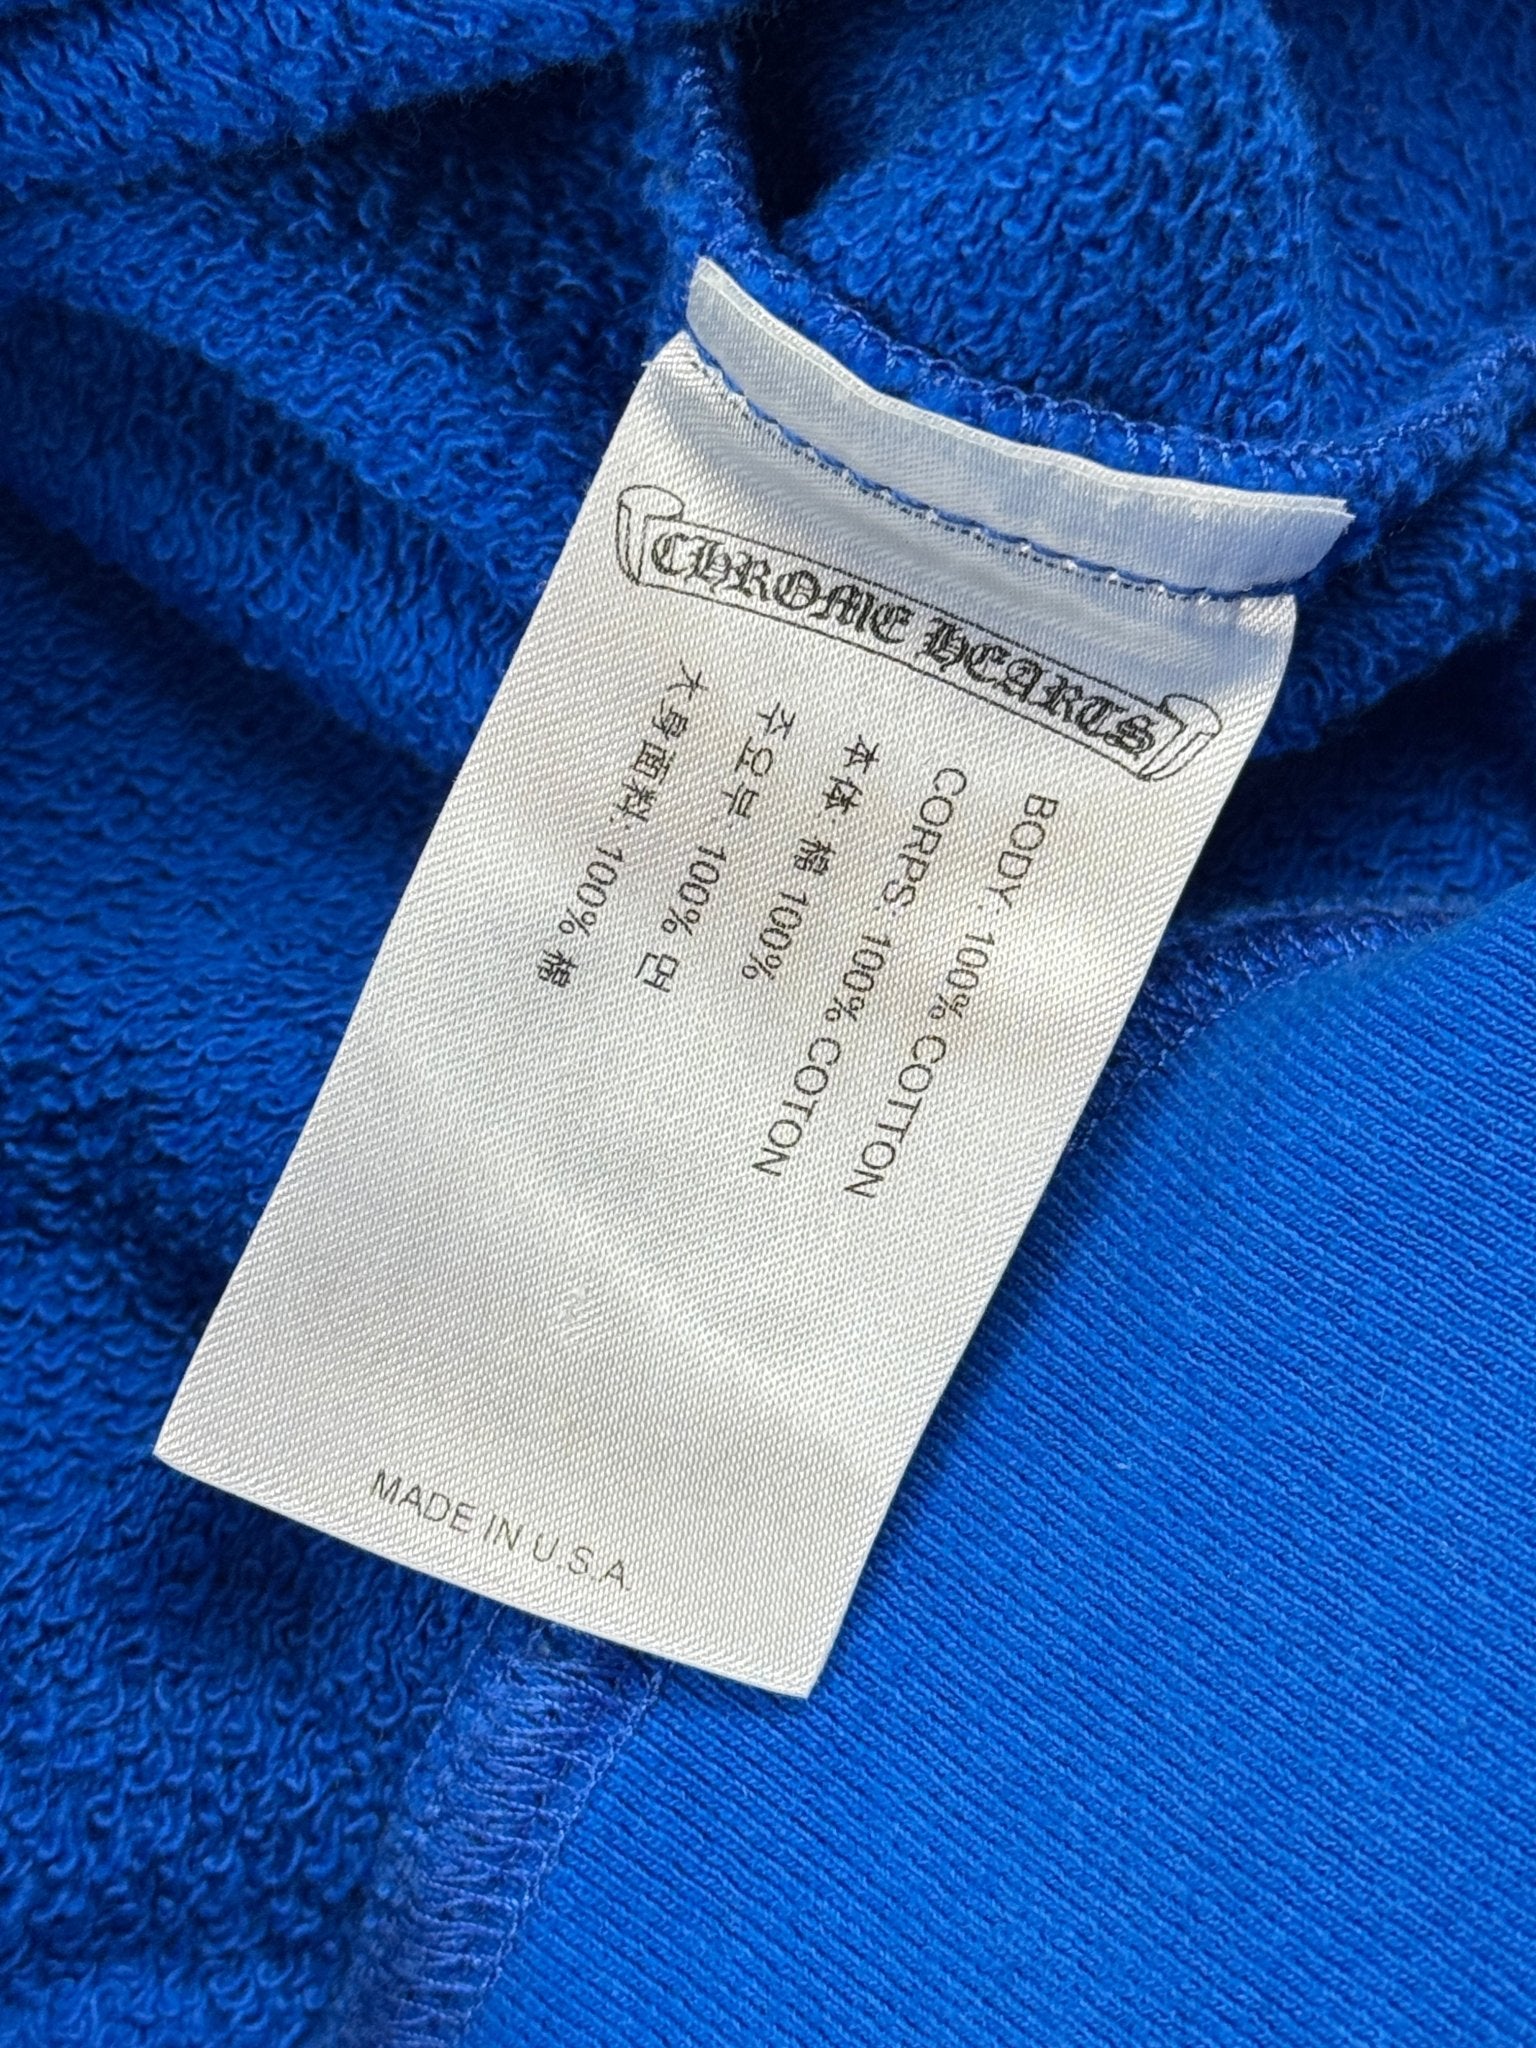 CHROME HEARTS
BODY: 100% COTTON
CORPS: 100% COTON
本体: 棉 100%
주요부 100% 면
大身面料: 100% 棉
MADE IN U.S.A.